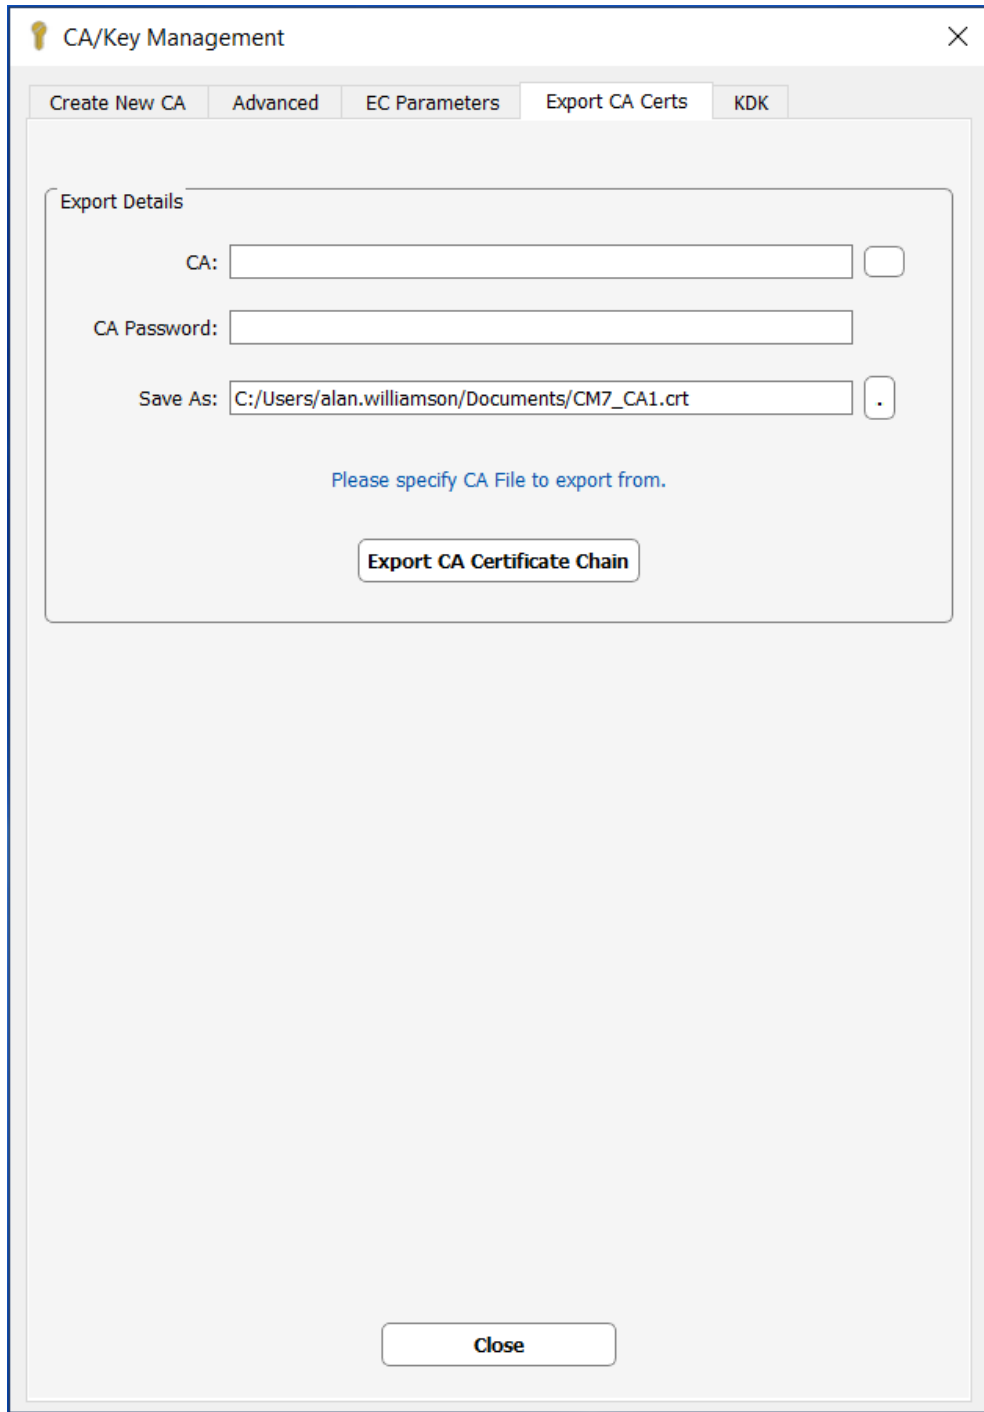 CA/Key Management
Create New CA Advanced EC Parameters Export CA Certs KDK
Export Details
CA:
CA Password:
Save As: C:/Users/alan.williamson/Documents/CM7_CA1.crt .
Please specify CA File to export from.
Export CA Certificate Chain
Close